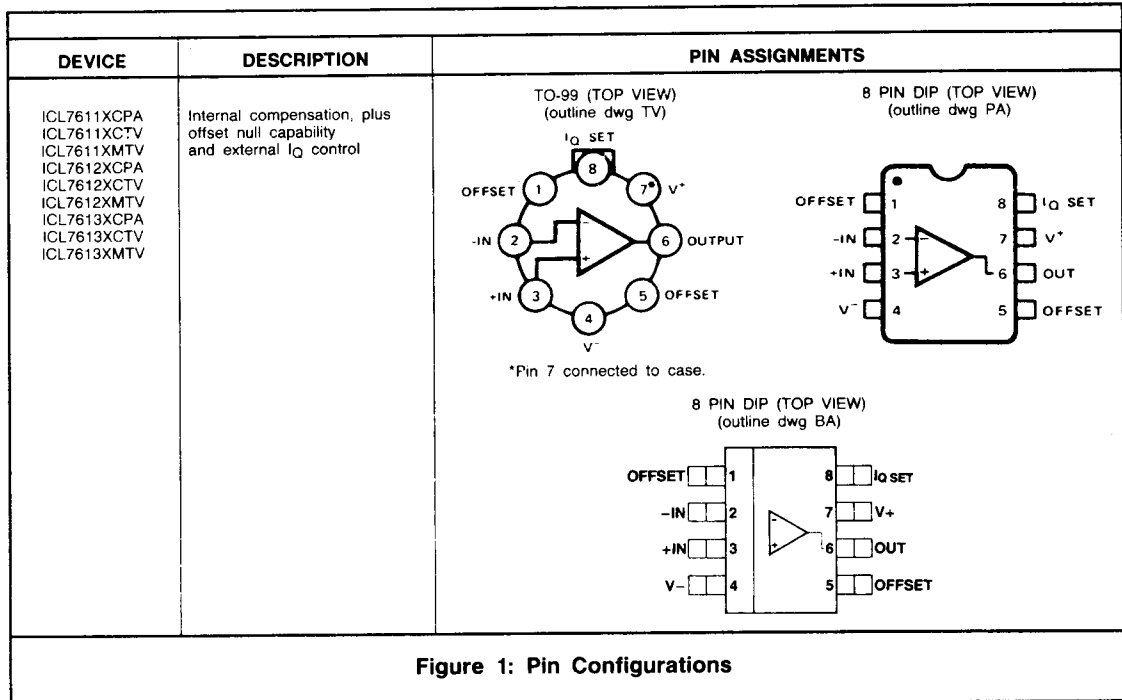 DEVICE
DESCRIPTION
PIN ASSIGNMENTS
ICL7611XCPA
ICL7611XCTV
ICL7611XMTV
ICL7612XCPA
ICL7612XCTV
ICL7612XMTV
ICL7613XCPA
ICL7613XCTV
ICL7613XMTV
Internal compensation, plus
offset null capability
and external IQ control
TO-99 (TOP VIEW)
(outline dwg TV)
IQ SET
8
OFFSET 1
7* V+
-IN 2
-
6 OUTPUT
+
+IN 3
5 OFFSET
4
V-
*Pin 7 connected to case.
8 PIN DIP (TOP VIEW)
(outline dwg PA)
OFFSET 1 8 IQ SET
-IN 2 - 7 V+
+IN 3 + 6 OUT
V- 4 5 OFFSET
8 PIN DIP (TOP VIEW)
(outline dwg BA)
OFFSET 1 8 IQ SET
-IN 2 - 7 V+
+IN 3 + 6 OUT
V- 4 5 OFFSET
Figure 1: Pin Configurations